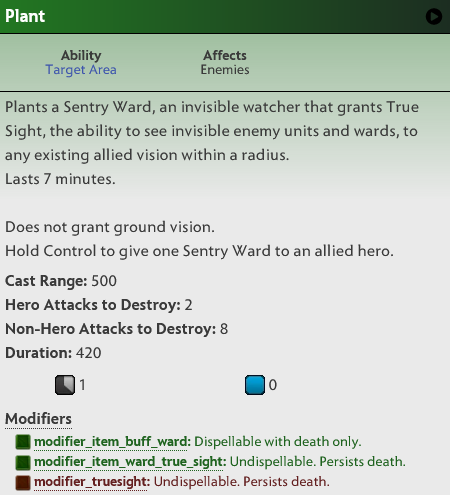 Plant
Ability
Affects
Target Area
Enemies
Plants a Sentry Ward, an invisible watcher that grants True
Sight, the ability to see invisible enemy units and wards, to
any existing allied vision within a radius.
Lasts 7 minutes.
Does not grant ground vision.
Hold Control to give one Sentry Ward to an allied hero.
Cast Range: 500
Hero Attacks to Destroy: 2
Non-Hero Attacks to Destroy: 8
Duration: 420
1
0
Modifiers
modifier_item_buff_ward: Dispellable with death only.
modifier_item_ward_true_sight: Undispellable. Persists death.
modifier_truesight: Undispellable. Persists death.